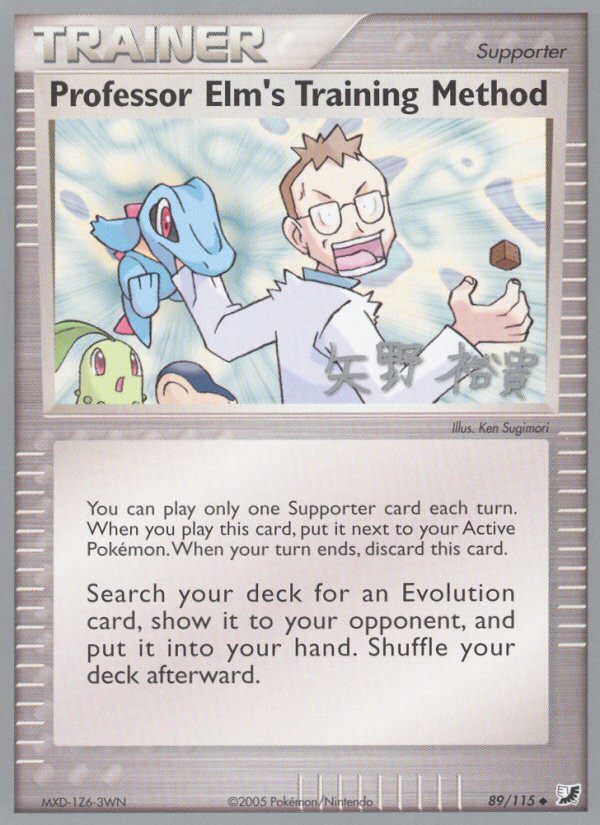 TRAINER
Supporter
Professor Elm's Training Method
矢野 裕貴
Illus. Ken Sugimori
You can play only one Supporter card each turn.
When you play this card, put it next to your Active
Pokémon. When your turn ends, discard this card.
Search your deck for an Evolution
card, show it to your opponent, and
put it into your hand. Shuffle your
deck afterward.
MXD-1Z6-3WN
©2005 Pokémon/Nintendo
89/115